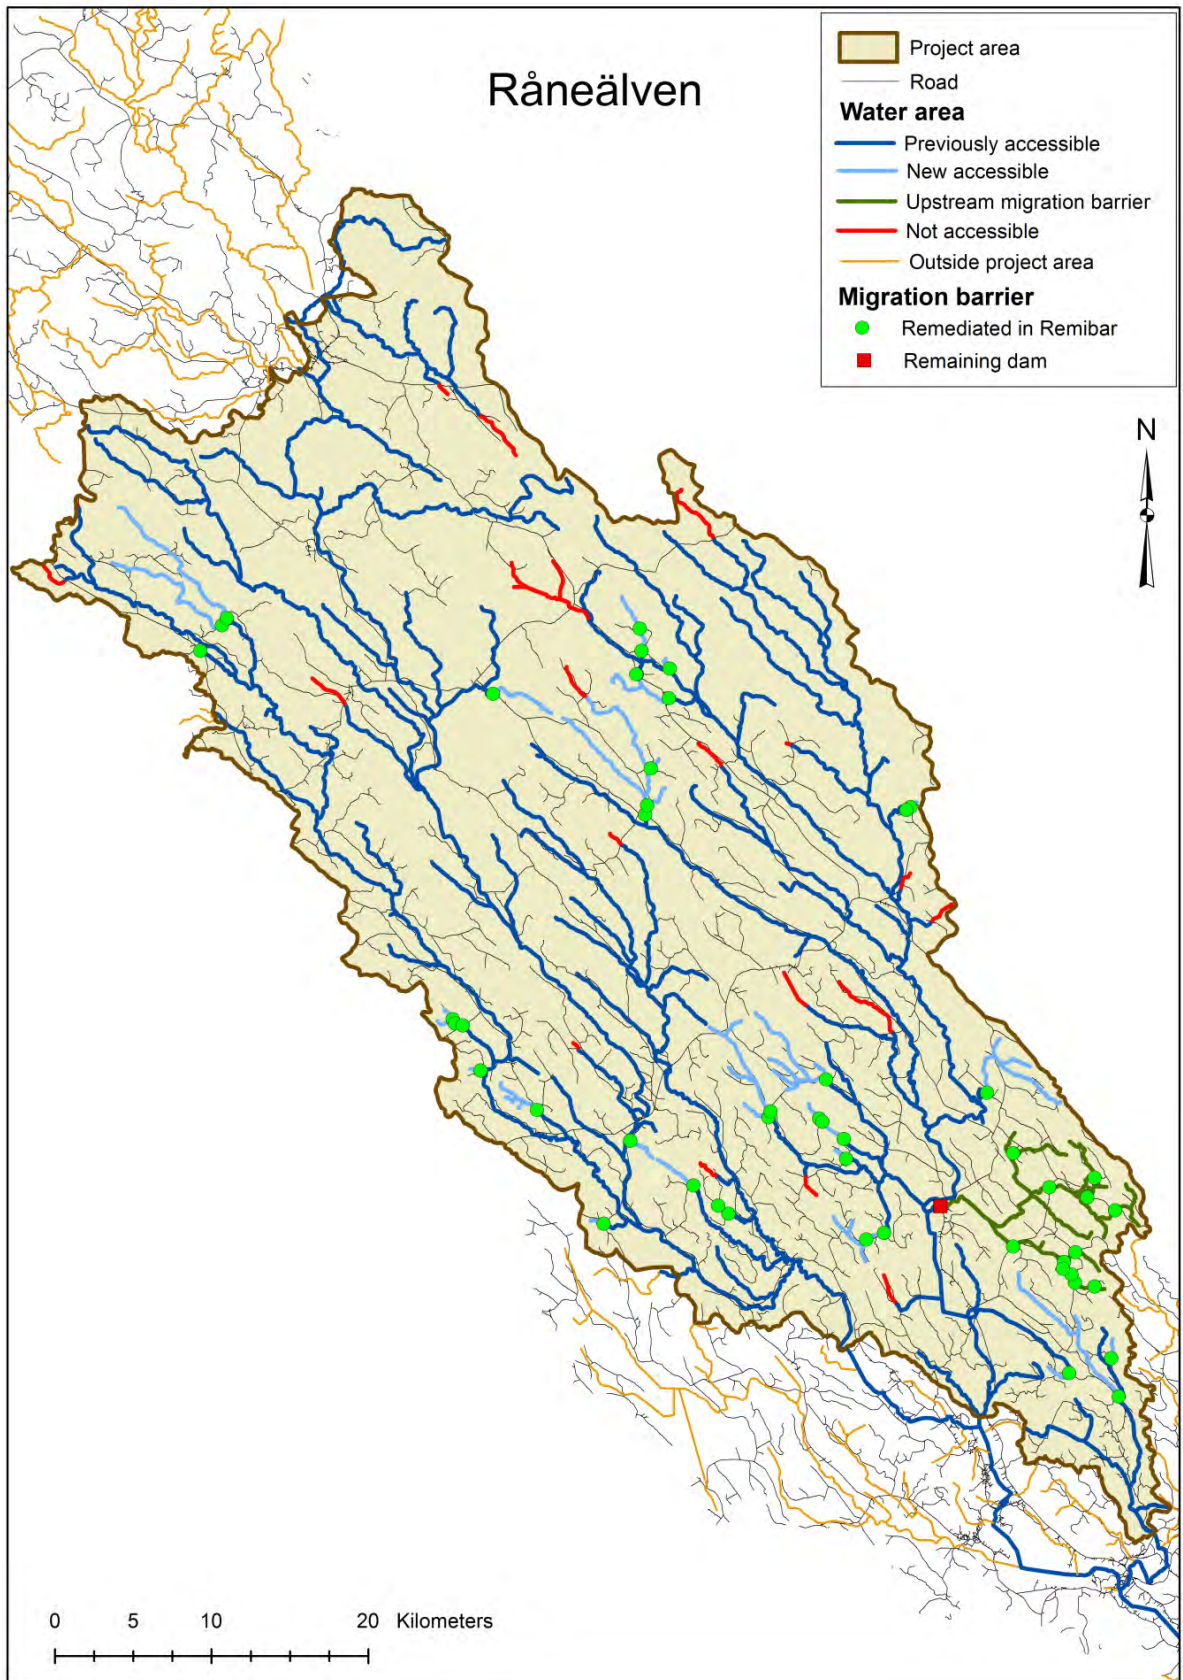 Råneälven
Project area
Road
Water area
Previously accessible
New accessible
Upstream migration barrier
Not accessible
Outside project area
Migration barrier
Remediated in Remibar
Remaining dam
N
0 5 10 20 Kilometers